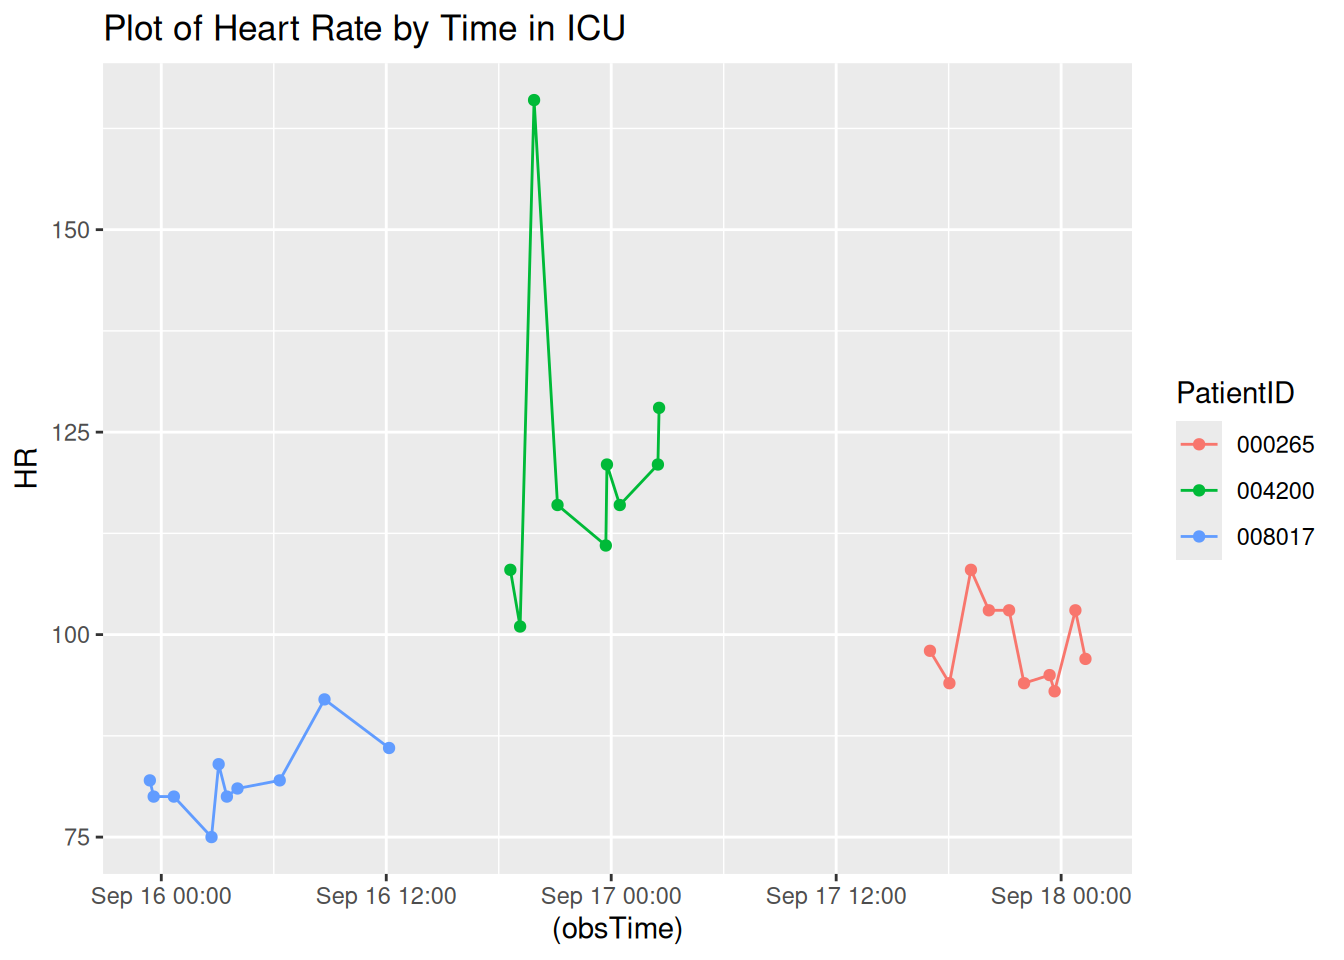 Plot of Heart Rate by Time in ICU
HR
150
125
100
75
Sep 16 00:00 Sep 16 12:00 Sep 17 00:00 Sep 17 12:00 Sep 18 00:00
(obsTime)
PatientID
000265
004200
008017